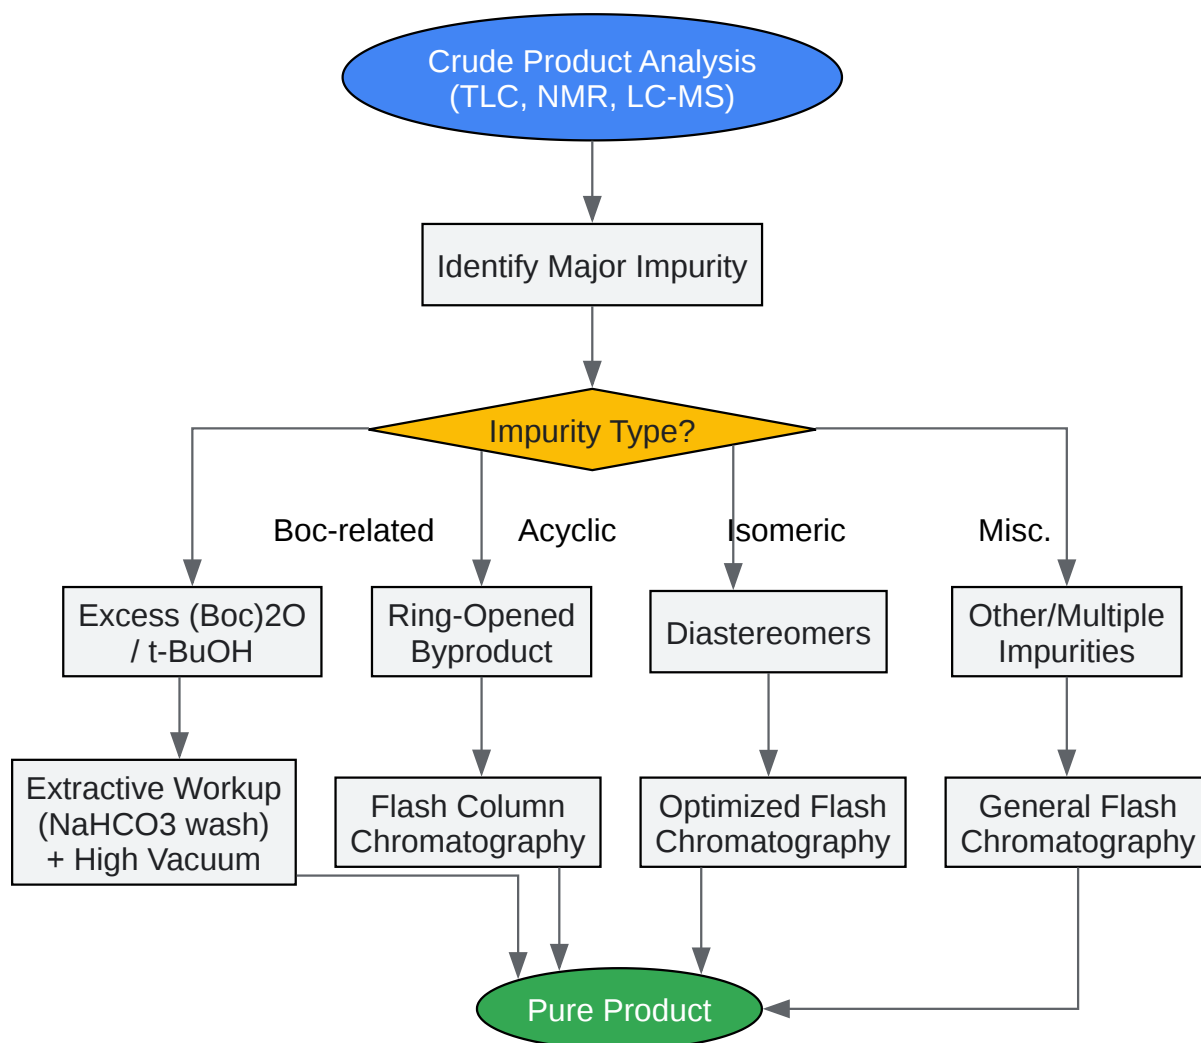 Crude Product Analysis
(TLC, NMR, LC-MS)
Identify Major Impurity
Impurity Type?
Boc-related
Acyclic
Isomeric
Misc.
Excess (Boc)2O
/ t-BuOH
Ring-Opened
Byproduct
Diastereomers
Other/Multiple
Impurities
Extractive Workup
(NaHCO3 wash)
+ High Vacuum
Flash Column
Chromatography
Optimized Flash
Chromatography
General Flash
Chromatography
Pure Product